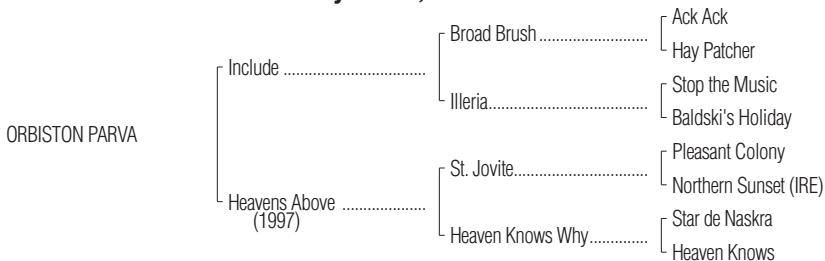 Ack Ack
Broad Brush ..........................
Hay Patcher
Include .................................
Stop the Music
Illeria.....................................
Baldski's Holiday
ORBISTON PARVA
Pleasant Colony
St. Jovite...............................
Northern Sunset (IRE)
Heavens Above ...................
(1997)
Star de Naskra
Heaven Knows Why..............
Heaven Knows